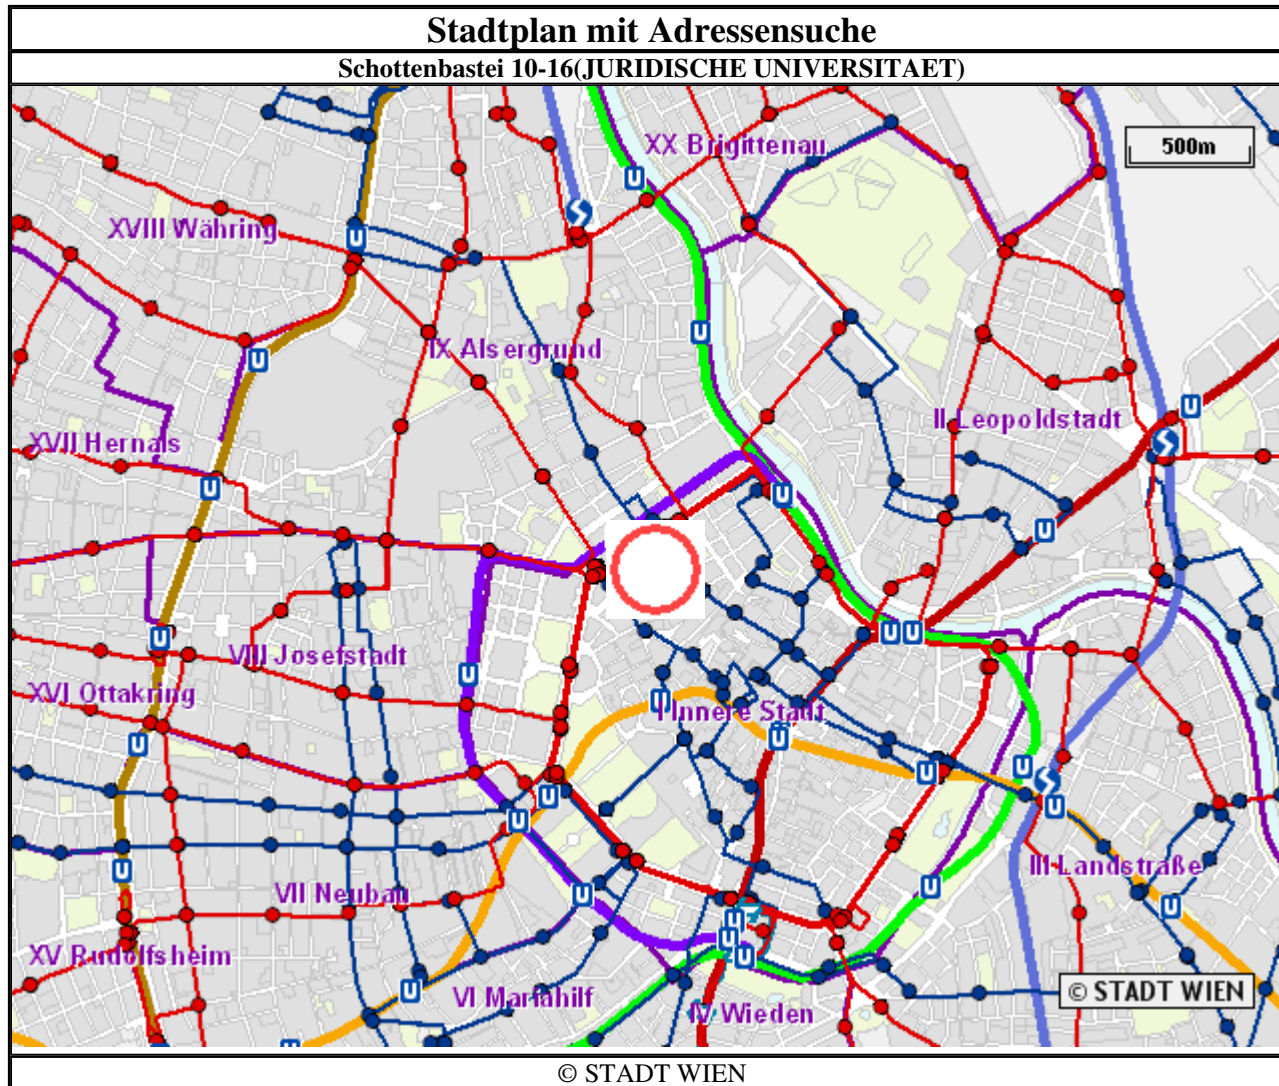 Stadtplan mit Adressensuche
Schottenbastei 10-16(JURIDISCHE UNIVERSITAET)
XX Brigittenau
500m
XVIII Währing
U
U
U
U
IX Alsergrund
U
II Leopoldstadt
XVII Hernals
U
U
U
U
U U
VIII Josefstadt
U
XVI Ottakring
U
I Innere Stadt
U
U
U
U
U
U
U
U
III Landstraße
U
U
VII Neubau
U
U
U
U
XV Rudolfsheim
U
U
VI Mariahilf
© STADT WIEN
IV Wieden
U
© STADT WIEN